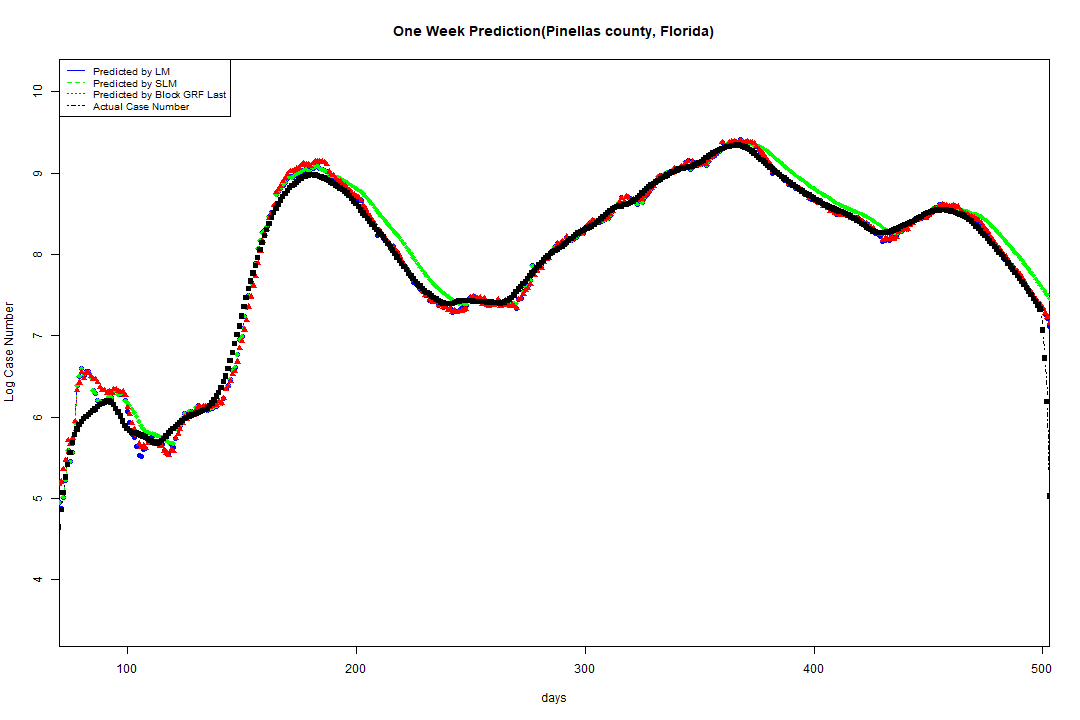 One Week Prediction(Pinellas county, Florida)
Predicted by LM
Predicted by SLM
Predicted by Block GRF Last
Actual Case Number
10
9
8
7
6
5
4
Log Case Number
100 200 300 400 500
days